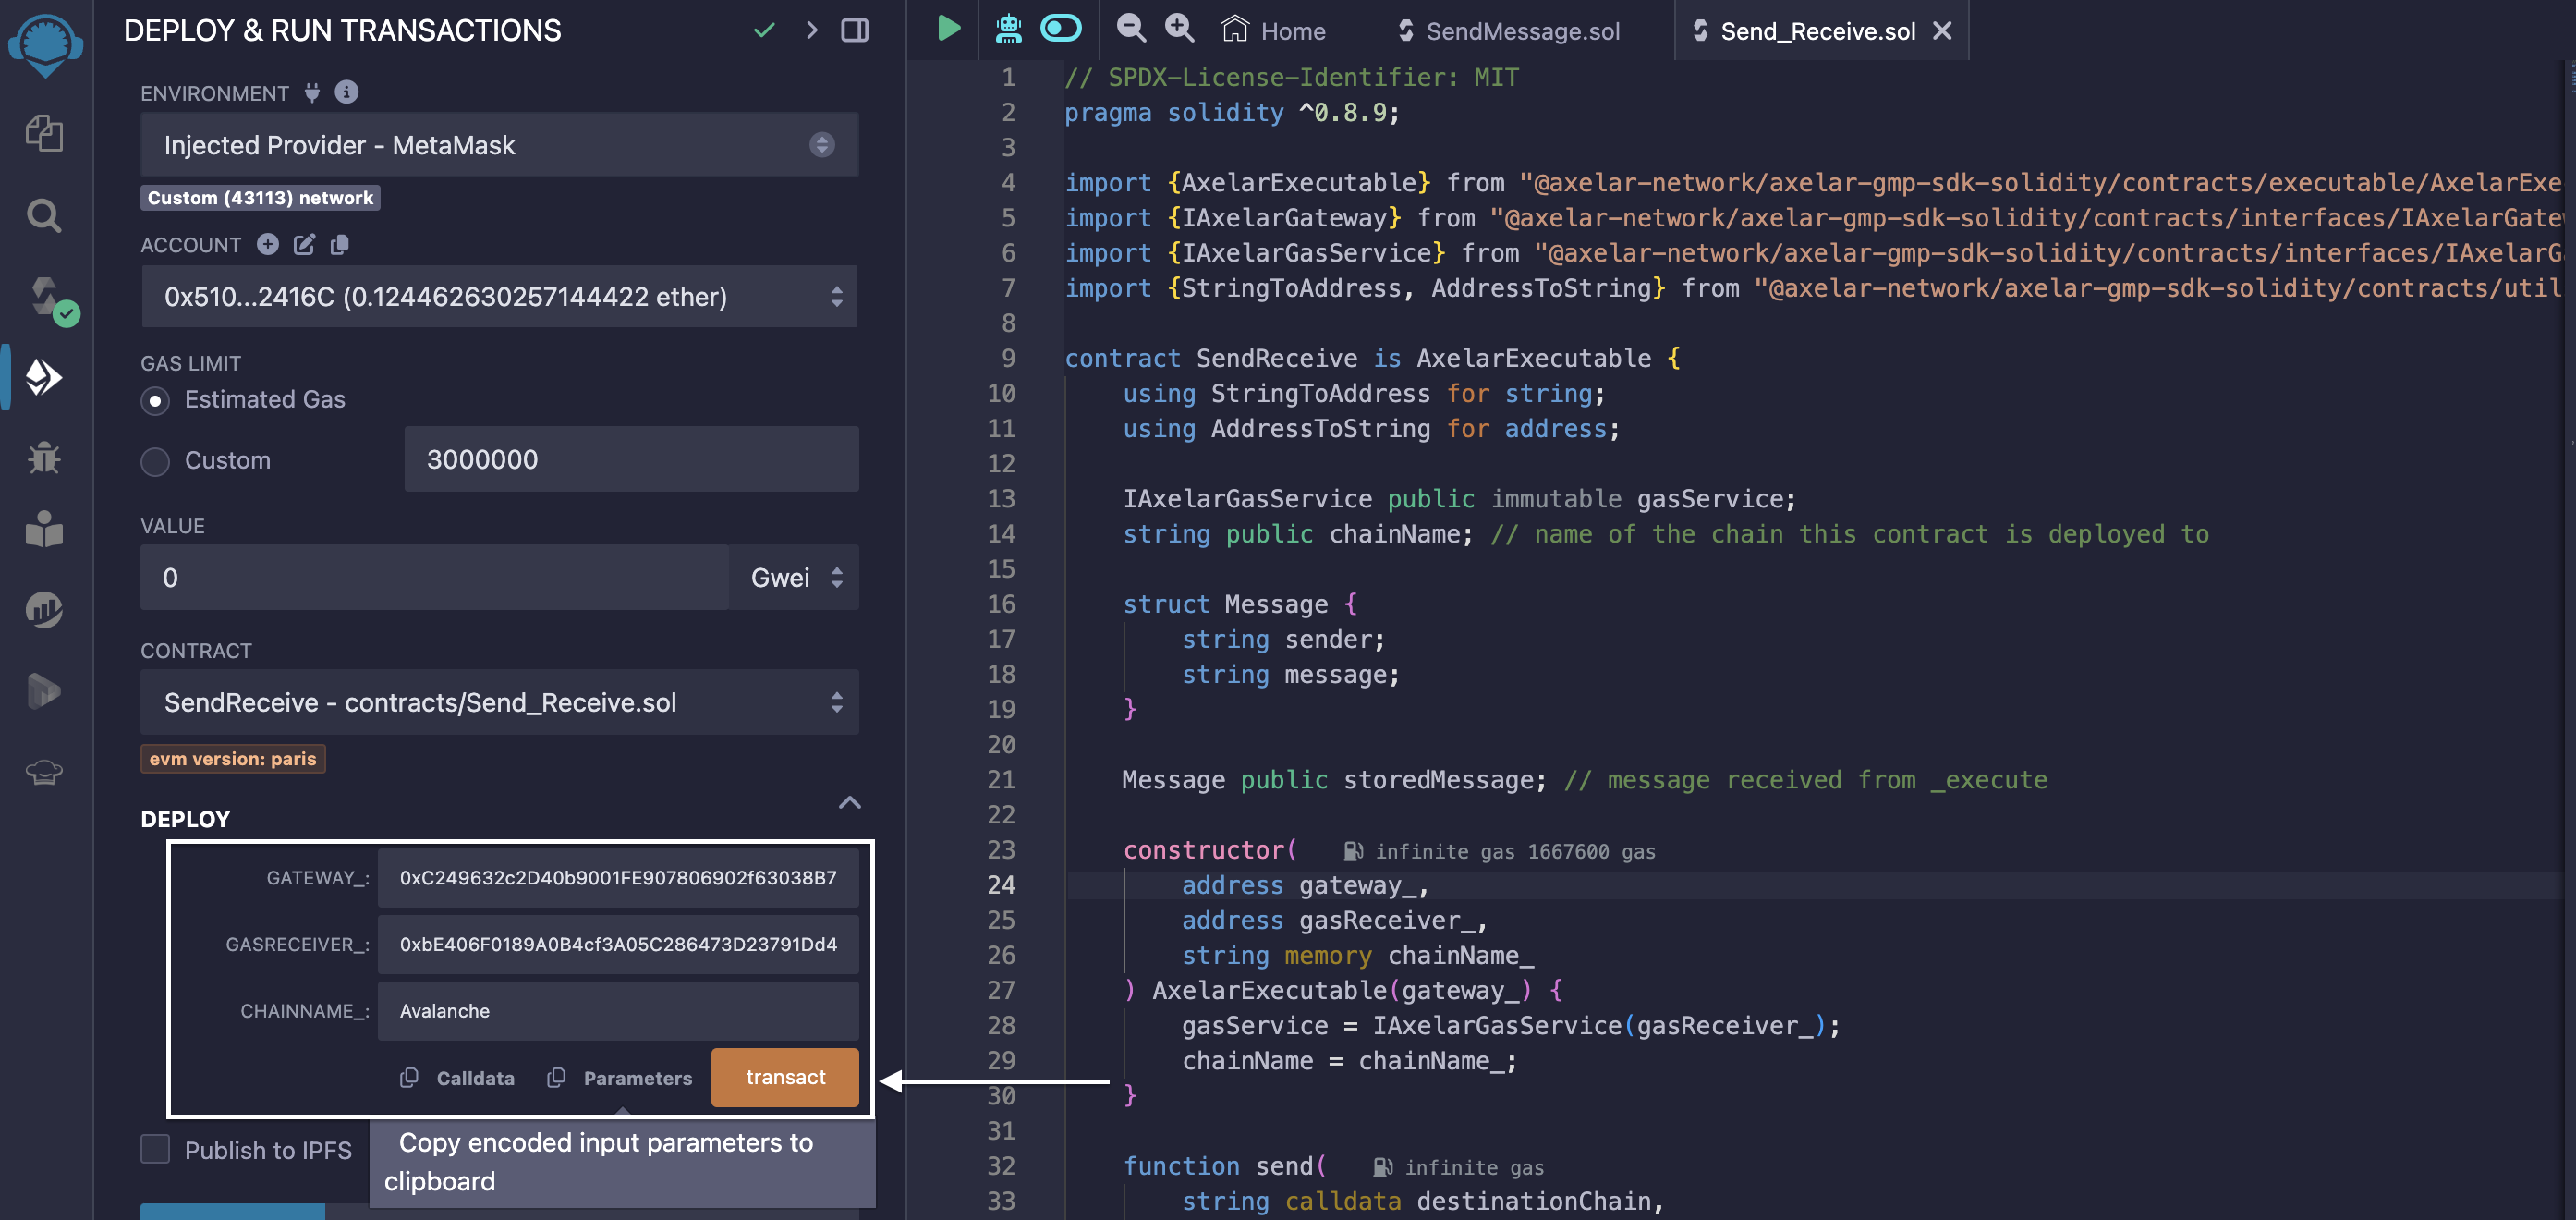 DEPLOY & RUN TRANSACTIONS
ENVIRONMENT
Injected Provider - MetaMask
Custom (43113) network
ACCOUNT
0x510...2416C (0.124462630257144422 ether)
GAS LIMIT
Estimated Gas
Custom
3000000
VALUE
0
Gwei
CONTRACT
SendReceive - contracts/Send_Receive.sol
evm version: paris
DEPLOY
GATEWAY_: 0xC249632c2D40b9001FE907806902f63038B7
GASRECEIVER_: 0xbE406F0189A0B4cf3A05C286473D23791Dd4
CHAINNAME_: Avalanche
Calldata
Parameters
transact
Publish to IPFS
Copy encoded input parameters to
clipboard
Home
SendMessage.sol
Send_Receive.sol
1 // SPDX-License-Identifier: MIT
2 pragma solidity ^0.8.9;
3
4 import {AxelarExecutable} from "@axelar-network/axelar-gmp-sdk-solidity/contracts/executable/AxelarExe
5 import {IAxelarGateway} from "@axelar-network/axelar-gmp-sdk-solidity/contracts/interfaces/IAxelarGate
6 import {IAxelarGasService} from "@axelar-network/axelar-gmp-sdk-solidity/contracts/interfaces/IAxelarG
7 import {StringToAddress, AddressToString} from "@axelar-network/axelar-gmp-sdk-solidity/contracts/util
8
9 contract SendReceive is AxelarExecutable {
10 using StringToAddress for string;
11 using AddressToString for address;
12
13 IAxelarGasService public immutable gasService;
14 string public chainName; // name of the chain this contract is deployed to
15
16 struct Message {
17 string sender;
18 string message;
19 }
20
21 Message public storedMessage; // message received from _execute
22
23 constructor( infinite gas 1667600 gas
24 address gateway_,
25 address gasReceiver_,
26 string memory chainName_
27 ) AxelarExecutable(gateway_) {
28 gasService = IAxelarGasService(gasReceiver_);
29 chainName = chainName_;
30 }
31
32 function send( infinite gas
33 string calldata destinationChain,